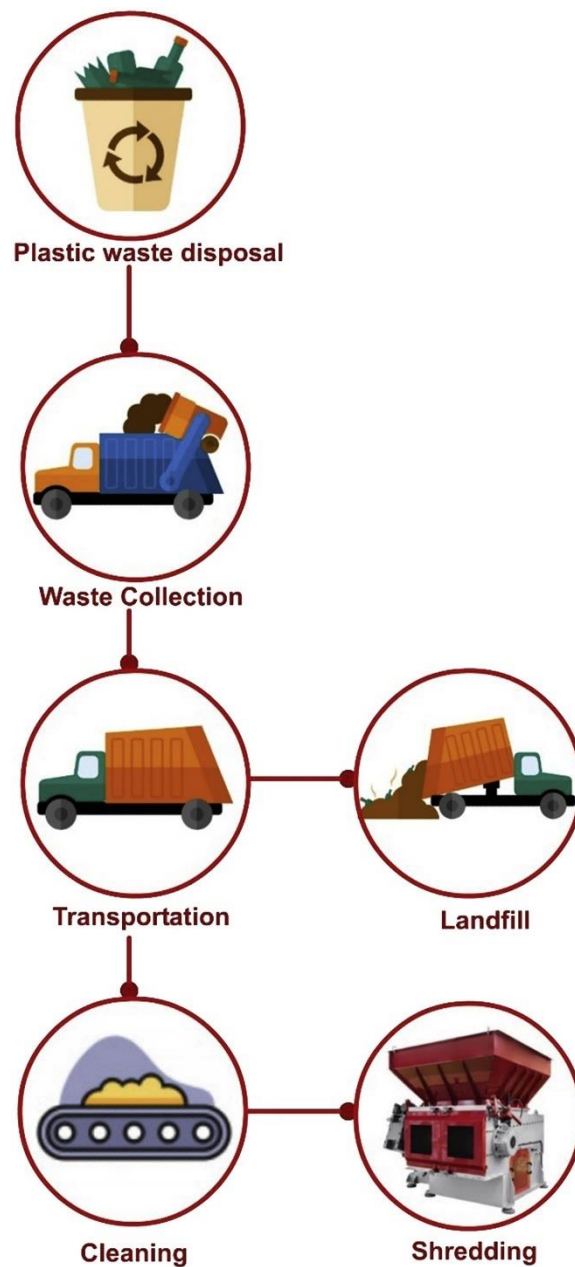 Plastic waste disposal
Waste Collection
Transportation
Landfill
Cleaning
Shredding